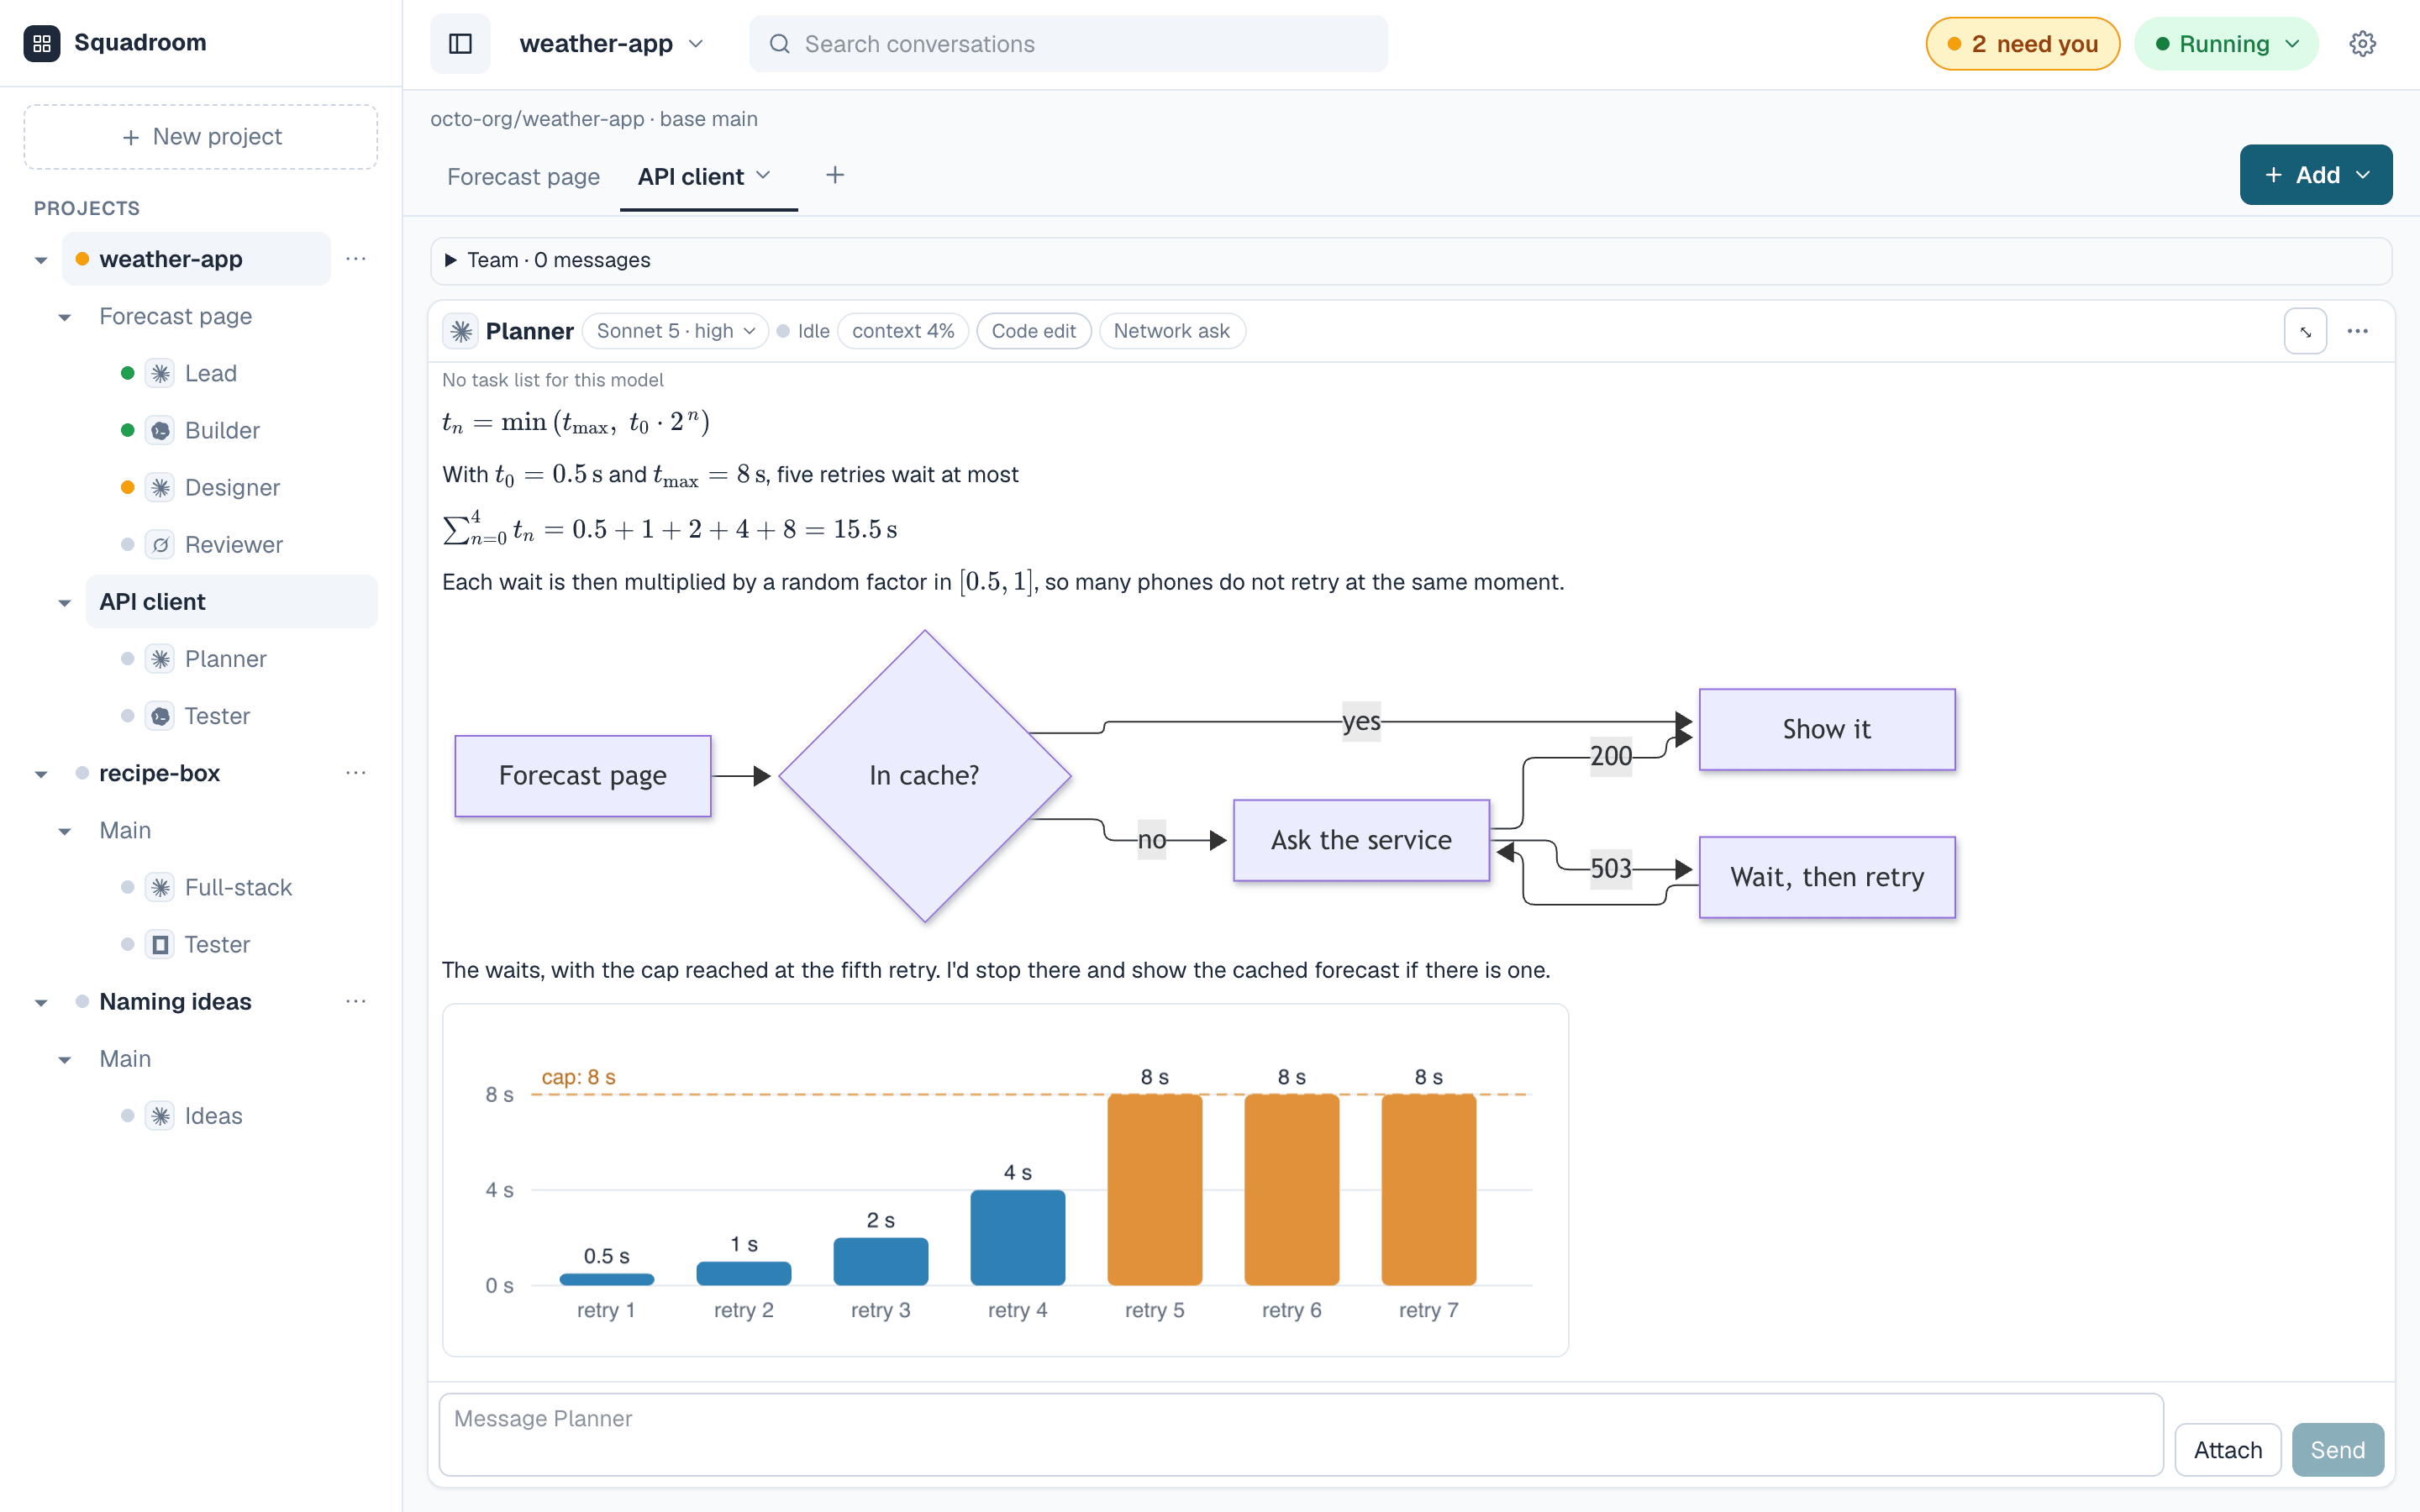 Squadroom
weather-app
Search conversations
2 need you
Running
New project
octo-org/weather-app · base main
Forecast page
API client
Add
PROJECTS
weather-app
Forecast page
Lead
Builder
Designer
Reviewer
API client
Planner
Tester
recipe-box
Main
Full-stack
Tester
Naming ideas
Main
Ideas
Team · 0 messages
Planner
Sonnet 5 · high
Idle
context 4%
Code edit
Network ask
No task list for this model
tₙ = min (t_max, t₀ · 2ⁿ)
With t₀ = 0.5 s and t_max = 8 s, five retries wait at most
∑⁴ₙ₌₀ tₙ = 0.5 + 1 + 2 + 4 + 8 = 15.5 s
Each wait is then multiplied by a random factor in [0.5, 1], so many phones do not retry at the same moment.
Forecast page
In cache?
yes
no
Ask the service
200
503
Show it
Wait, then retry
The waits, with the cap reached at the fifth retry. I'd stop there and show the cached forecast if there is one.
cap: 8 s
8 s
4 s
0 s
0.5 s
1 s
2 s
4 s
8 s
8 s
8 s
retry 1
retry 2
retry 3
retry 4
retry 5
retry 6
retry 7
Message Planner
Attach
Send